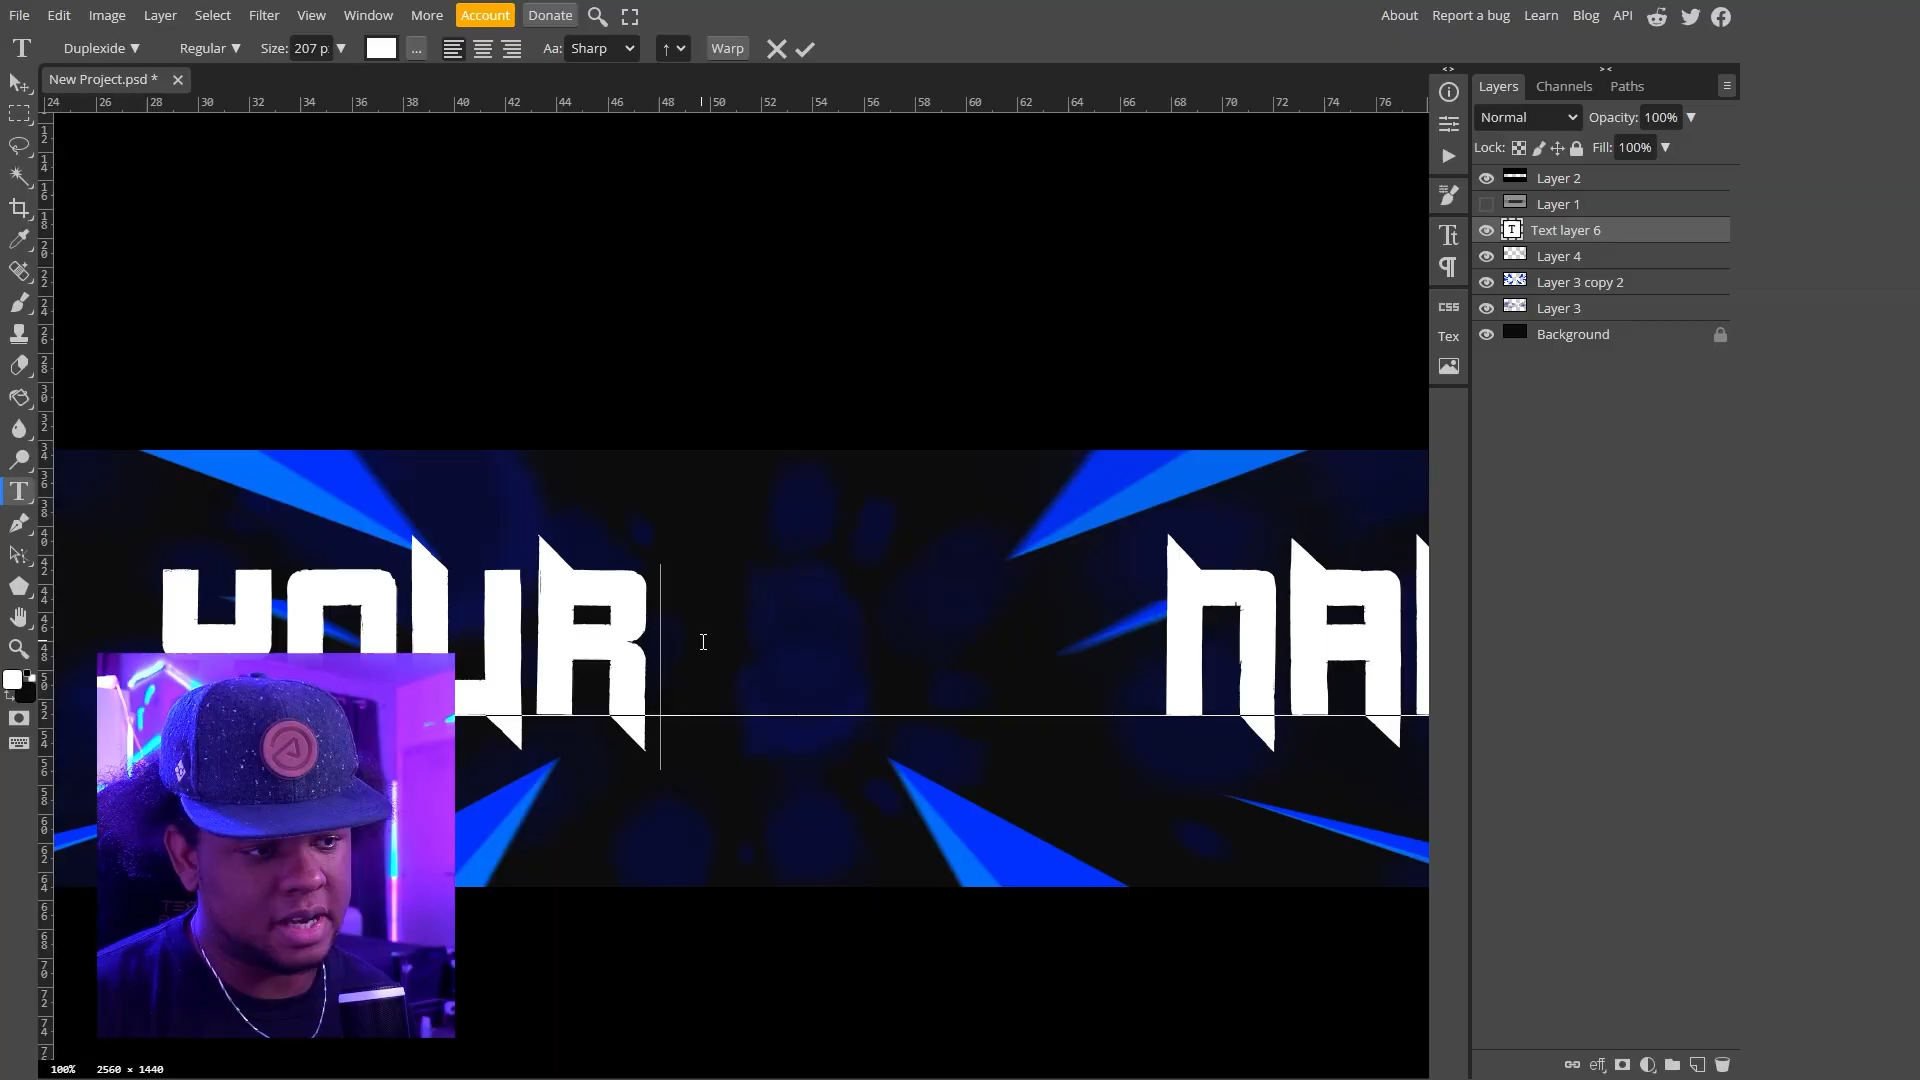 File Edit Image Layer Select Filter View Window More Account Donate About Report a bug Learn Blog API
T Duplexide Regular Size: 207 p: ... Aa: Sharp Warp
New Project.psd *
24 26 28 30 32 34 36 38 40 42 44 46 48 50 52 54 56 58 60 62 64 66 68 70 72 74 76
Layers Channels Paths
Normal Opacity: 100%
Lock: Fill: 100%
Layer 2
Layer 1
Text layer 6
Layer 4
Layer 3 copy 2
Layer 3
Background
CSS
Tex
YOUR NA
100% 2560 × 1440
eff